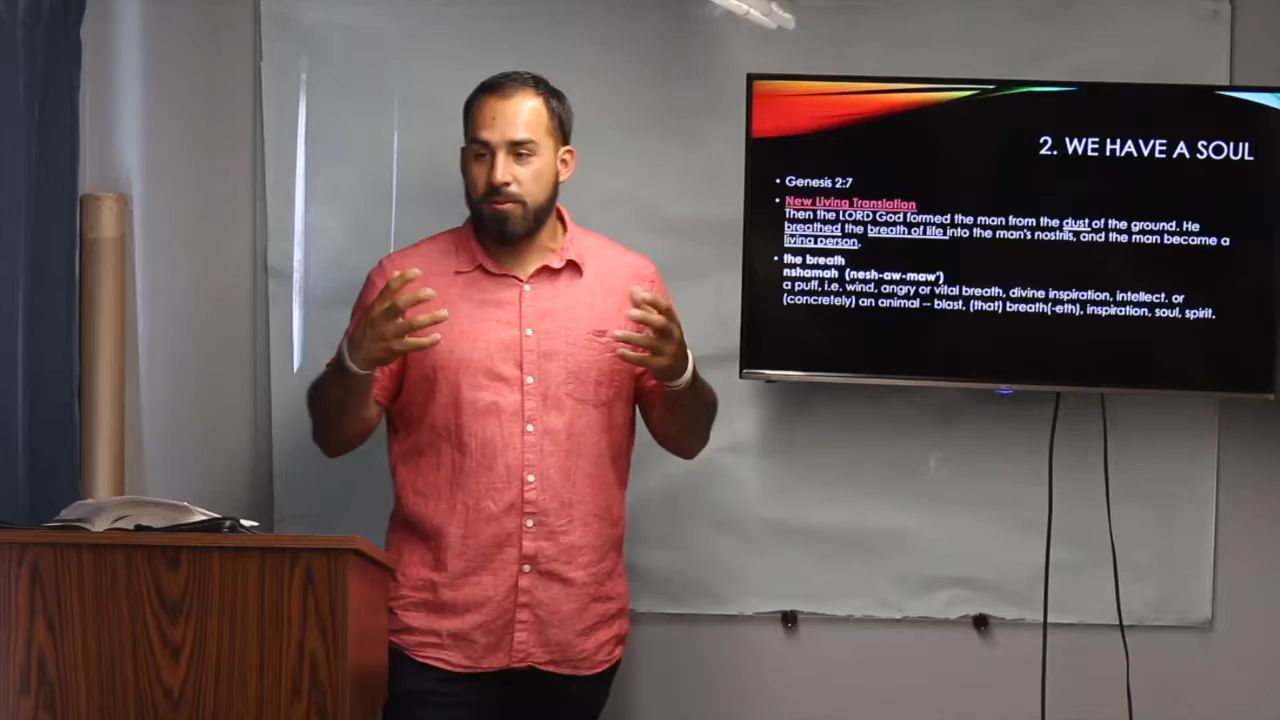 2. WE HAVE A SOUL
• Genesis 2:7
• New Living Translation
Then the LORD God formed the man from the dust of the ground. He
breathed the breath of life into the man's nostrils, and the man became a
living person.
• the breath
nshamah (nesh-aw-maw')
a puff, i.e. wind, angry or vital breath, divine inspiration, intellect. or
(concretely) an animal -- blast, (that) breath(-eth), inspiration, soul, spirit.